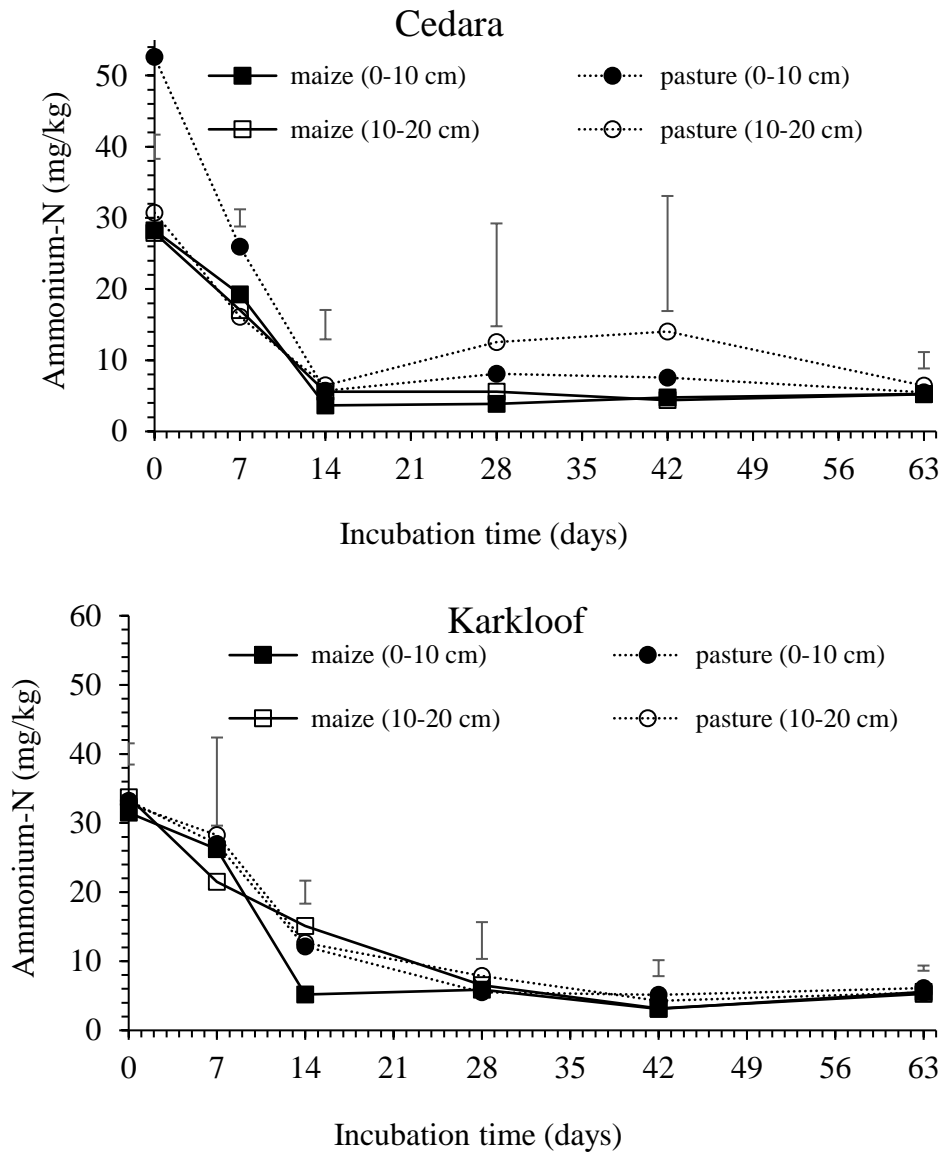 Cedara
maize (0-10 cm) pasture (0-10 cm)
maize (10-20 cm) pasture (10-20 cm)
Ammonium-N (mg/kg)
50
40
30
20
10
0
0 7 14 21 28 35 42 49 56 63
Incubation time (days)
Karkloof
maize (0-10 cm) pasture (0-10 cm)
maize (10-20 cm) pasture (10-20 cm)
Ammonium-N (mg/kg)
60
50
40
30
20
10
0
0 7 14 21 28 35 42 49 56 63
Incubation time (days)